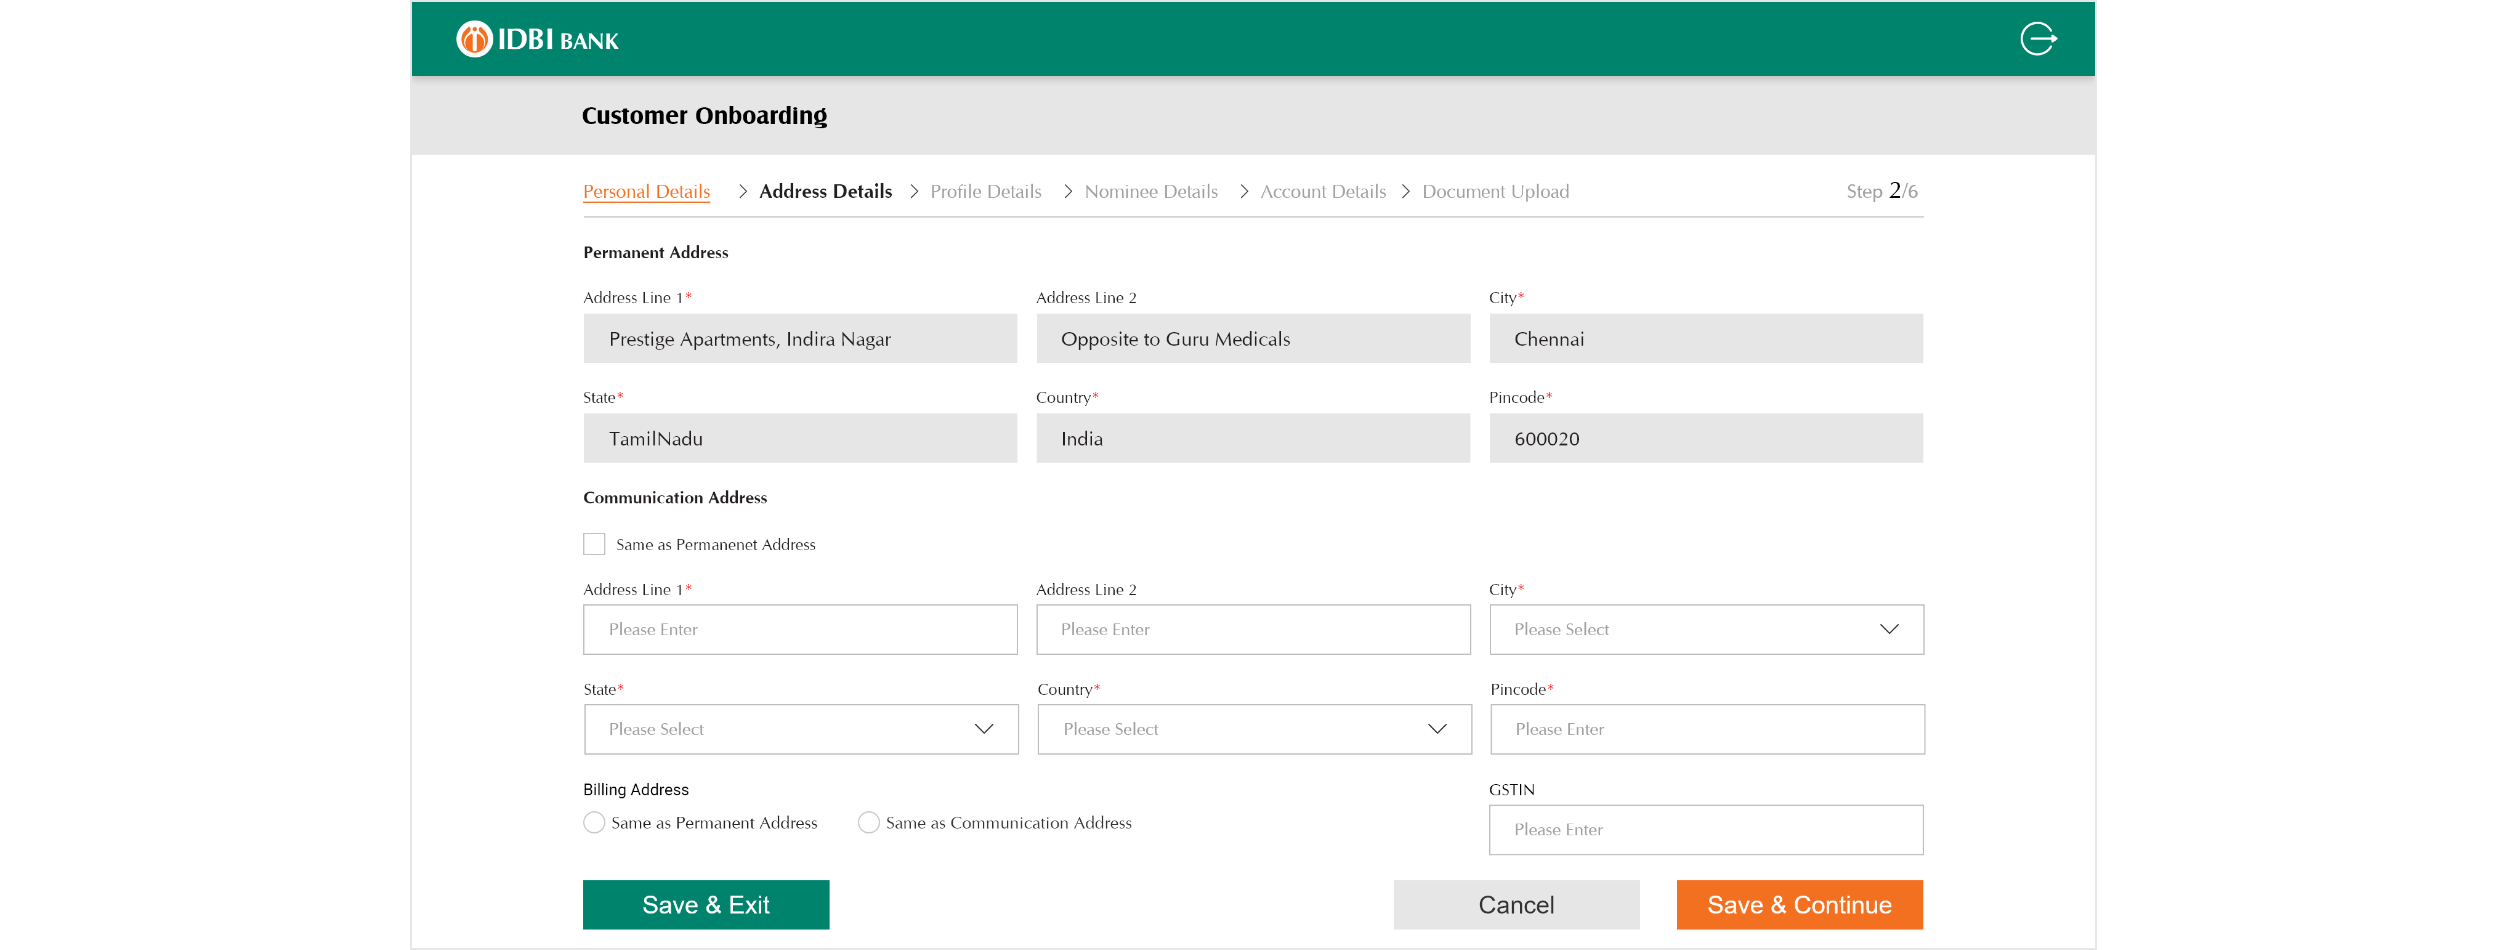 IDBI BANK
Customer Onboarding
Personal Details > Address Details > Profile Details > Nominee Details > Account Details > Document Upload Step 2/6
Permanent Address
Address Line 1* Address Line 2 City*
Prestige Apartments, Indira Nagar Opposite to Guru Medicals Chennai
State* Country* Pincode*
TamilNadu India 600020
Communication Address
Same as Permanenet Address
Address Line 1* Address Line 2 City*
Please Enter Please Enter Please Select
State* Country* Pincode*
Please Select Please Select Please Enter
Billing Address GSTIN
Same as Permanent Address Same as Communication Address Please Enter
Save & Exit Cancel Save & Continue